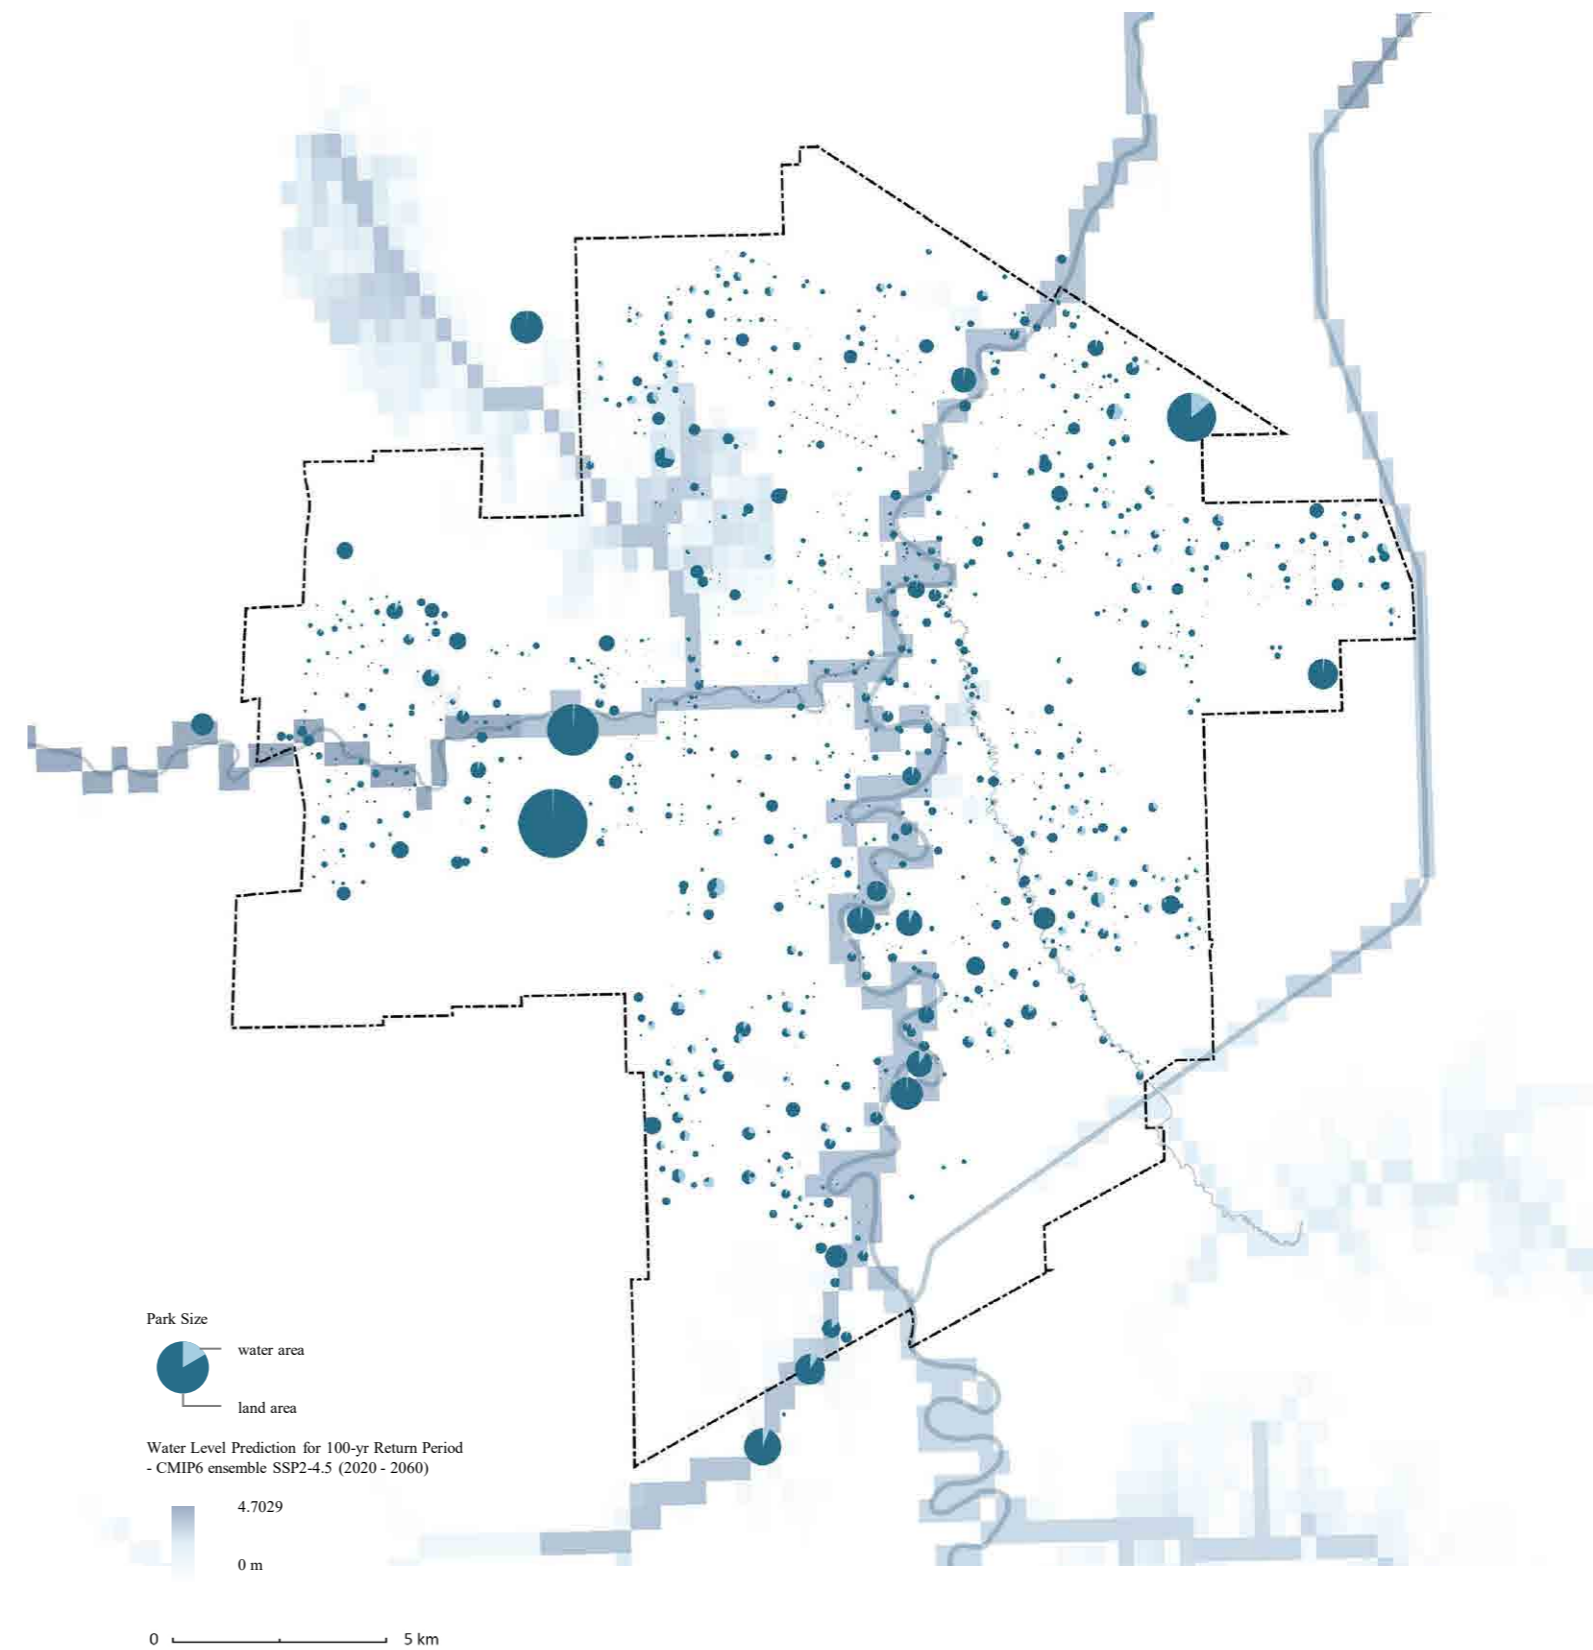 Park Size
water area
land area
Water Level Prediction for 100-yr Return Period
- CMIP6 ensemble SSP2-4.5 (2020 - 2060)
4.7029
0 m
0 5 km